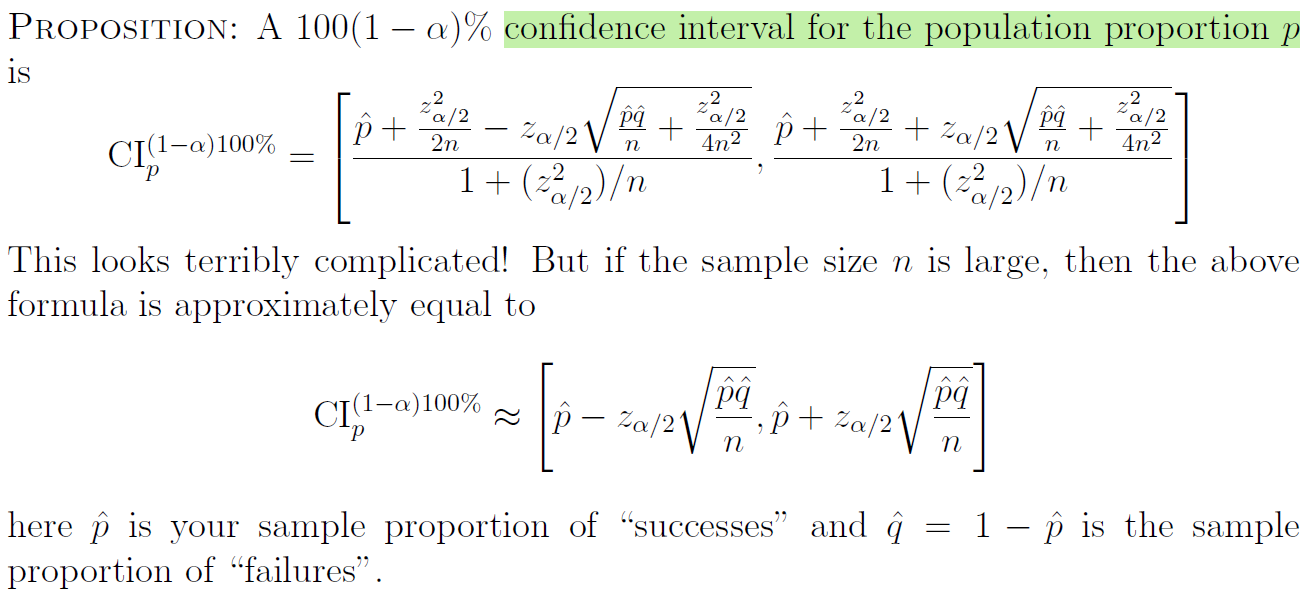 PROPOSITION: A 100(1 − α)% confidence interval for the population proportion p
is
$\mathrm{CI}_p^{(1-\alpha)100\%} = \left[ \frac{\hat{p} + \frac{z_{\alpha/2}^2}{2n} - z_{\alpha/2}\sqrt{\frac{\hat{p}\hat{q}}{n} + \frac{z_{\alpha/2}^2}{4n^2}}}{1 + (z_{\alpha/2}^2)/n}, \frac{\hat{p} + \frac{z_{\alpha/2}^2}{2n} + z_{\alpha/2}\sqrt{\frac{\hat{p}\hat{q}}{n} + \frac{z_{\alpha/2}^2}{4n^2}}}{1 + (z_{\alpha/2}^2)/n} \right]$
This looks terribly complicated! But if the sample size n is large, then the above
formula is approximately equal to
$\mathrm{CI}_p^{(1-\alpha)100\%} \approx \left[ \hat{p} - z_{\alpha/2}\sqrt{\frac{\hat{p}\hat{q}}{n}}, \hat{p} + z_{\alpha/2}\sqrt{\frac{\hat{p}\hat{q}}{n}} \right]$
here p̂ is your sample proportion of “successes” and q̂ = 1 − p̂ is the sample
proportion of “failures”.